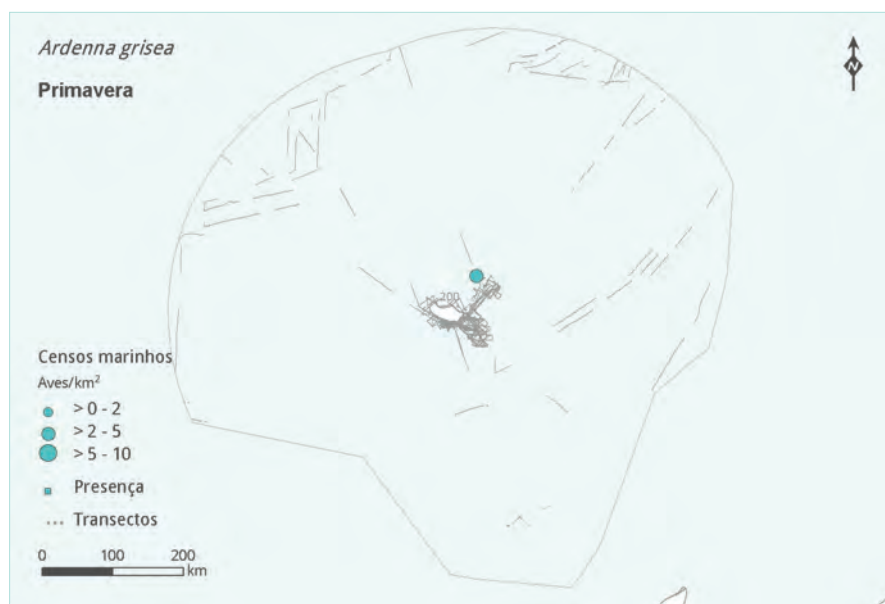 Ardenna grisea
Primavera
N
200
Censos marinhos
Aves/km²
> 0 - 2
> 2 - 5
> 5 - 10
Presença
Transectos
0 100 200
km